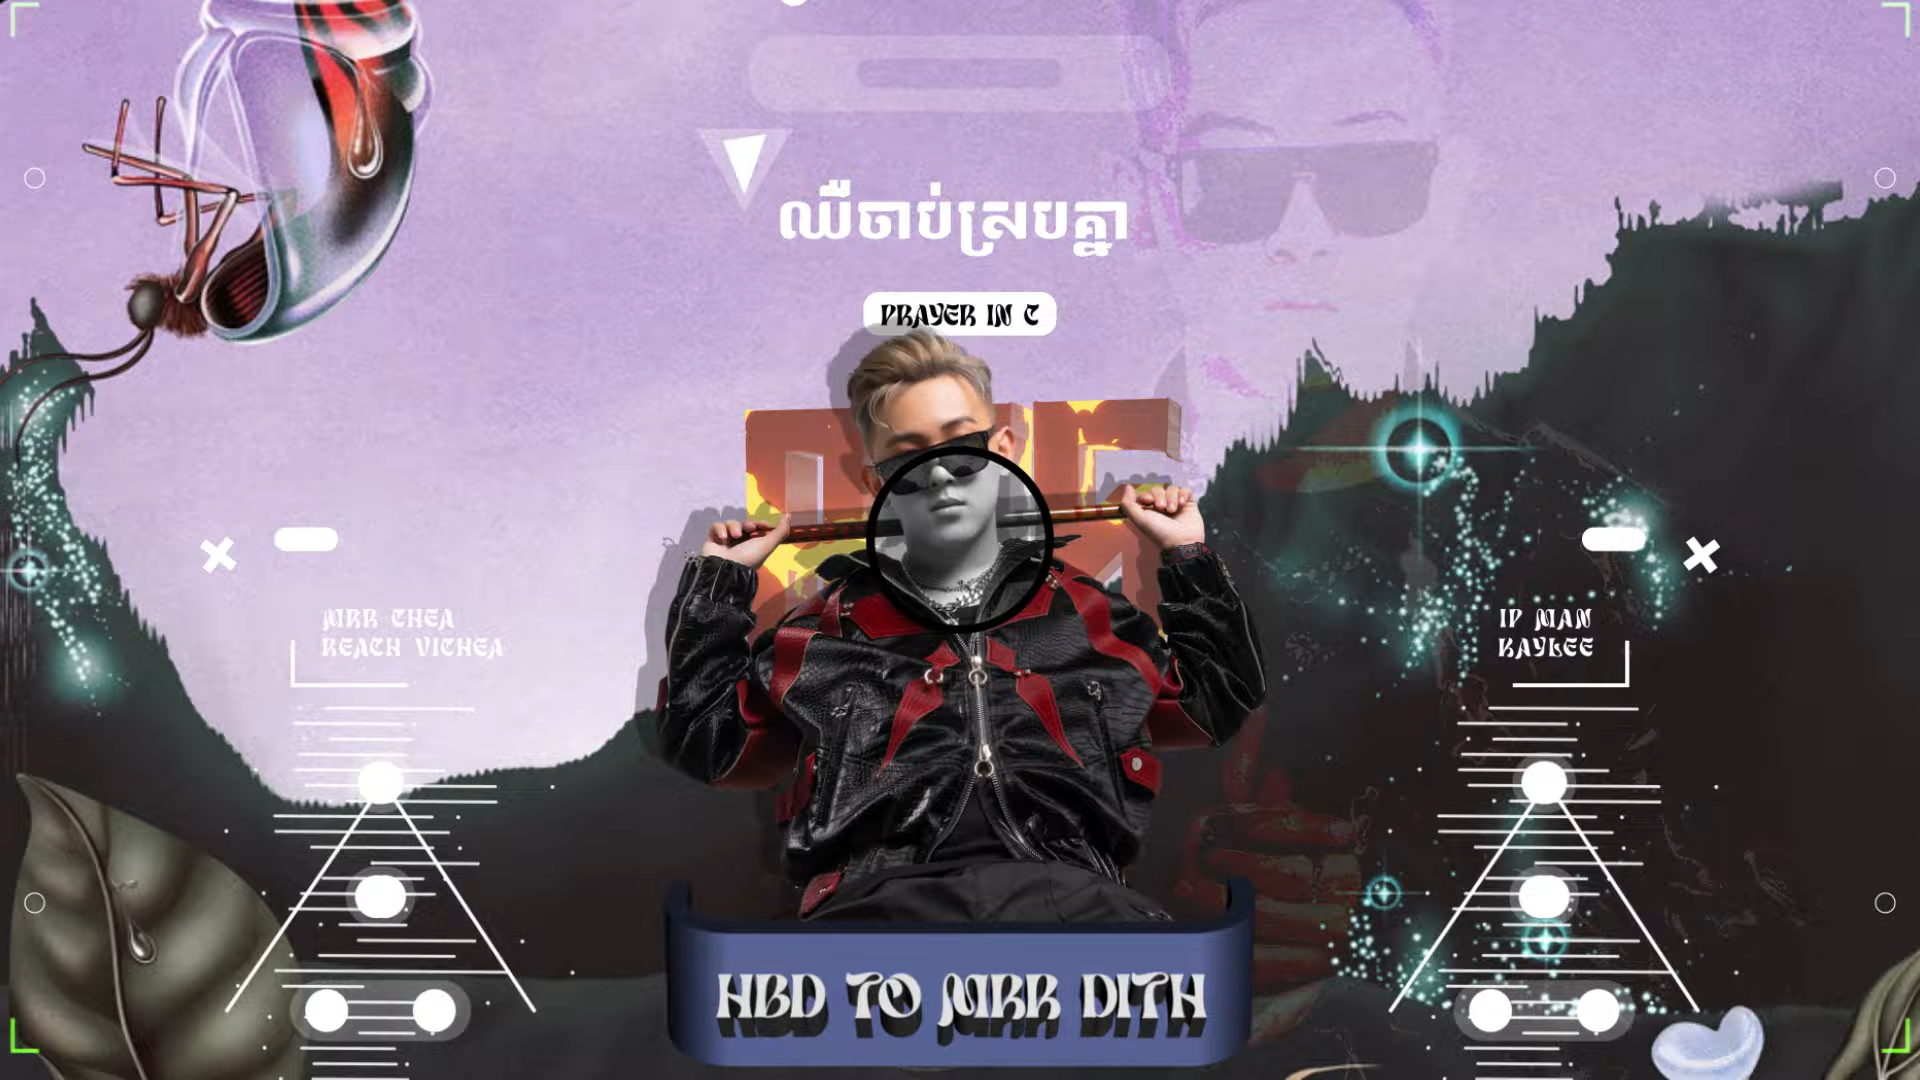 ឈឺចាប់ស្របគ្នា
PRAYER IN C
MRR CHEA
REACH VICHEA
IP MAN
KAYLEE
HBD TO MRR DITH